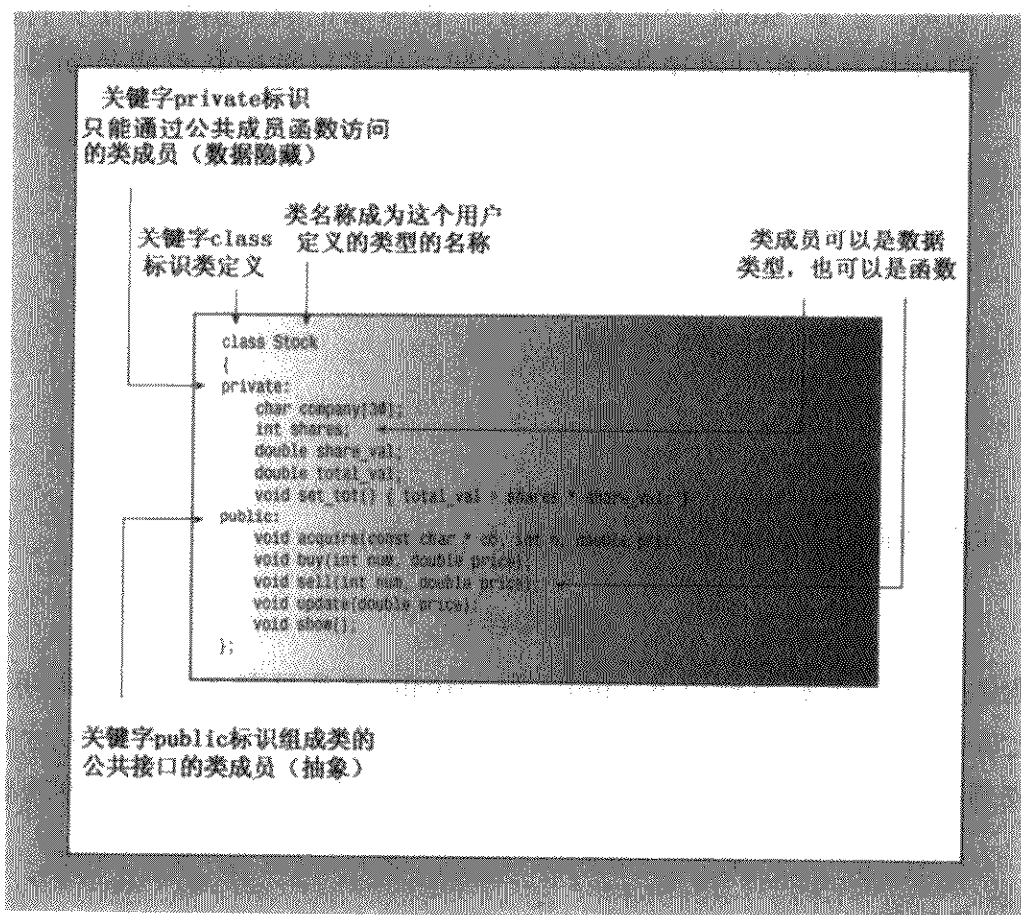 关键字private标识
只能通过公共成员函数访问
的类成员（数据隐藏）
类名称成为这个用户
定义的类型的名称
关键字class
标识类定义
类成员可以是数据
类型，也可以是函数
class Stock
{
private:
char company[30];
int shares;
double share_val;
double total_val;
void set_tot() { total_val = shares * share_val; }
public:
void acquire(const char * co, int n, double
void buy(int num, double price);
void sell(int num, double price);
void update(double price);
void show();
};
关键字public标识组成类的
公共接口的类成员（抽象）